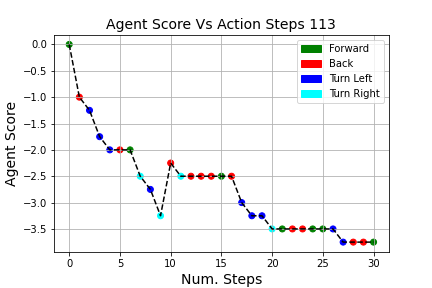 Agent Score Vs Action Steps 113
Forward
Back
Turn Left
Turn Right
Agent Score
0.0
−0.5
−1.0
−1.5
−2.0
−2.5
−3.0
−3.5
0 5 10 15 20 25 30
Num. Steps